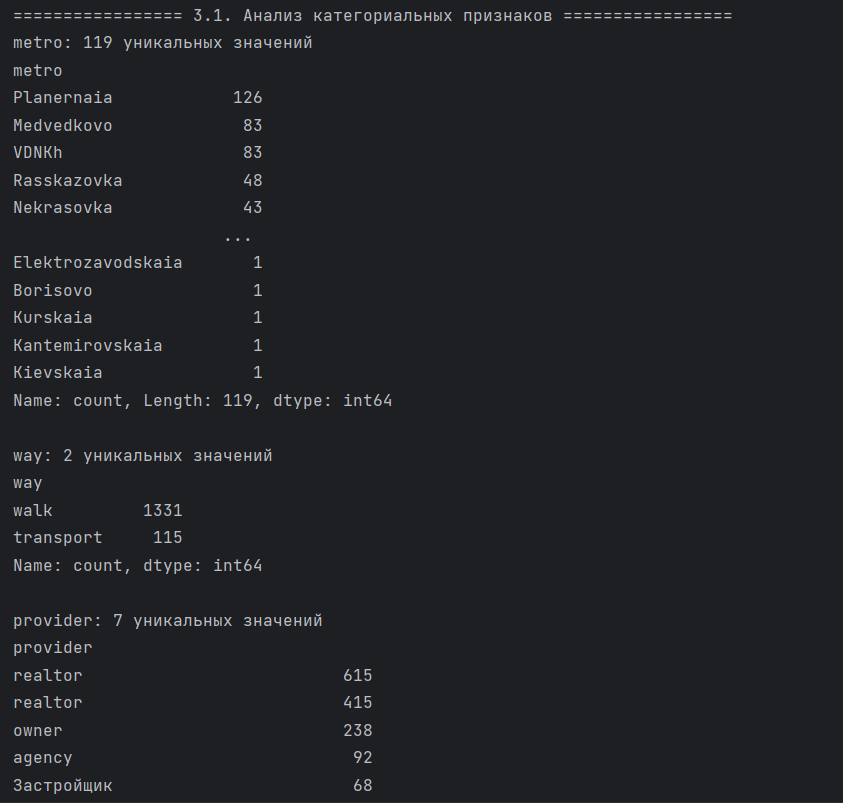 ================= 3.1. Анализ категориальных признаков =================
metro: 119 уникальных значений
metro
Planernaia 126
Medvedkovo 83
VDNKh 83
Rasskazovka 48
Nekrasovka 43
...
Elektrozavodskaia 1
Borisovo 1
Kurskaia 1
Kantemirovskaia 1
Kievskaia 1
Name: count, Length: 119, dtype: int64
way: 2 уникальных значений
way
walk 1331
transport 115
Name: count, dtype: int64
provider: 7 уникальных значений
provider
realtor 615
realtor 415
owner 238
agency 92
Застройщик 68